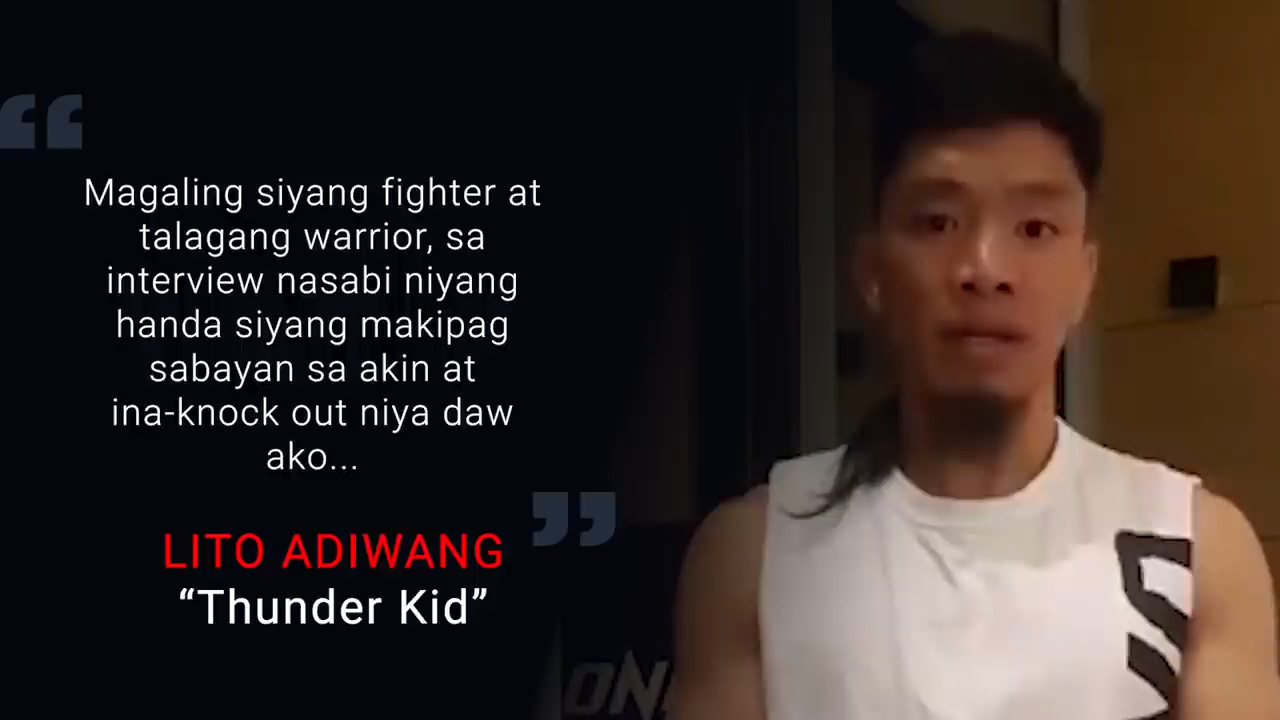 “
Magaling siyang fighter at
talagang warrior, sa
interview nasabi niyang
handa siyang makipag
sabayan sa akin at
ina-knock out niya daw
ako...
”
LITO ADIWANG
“Thunder Kid”
ONE
S